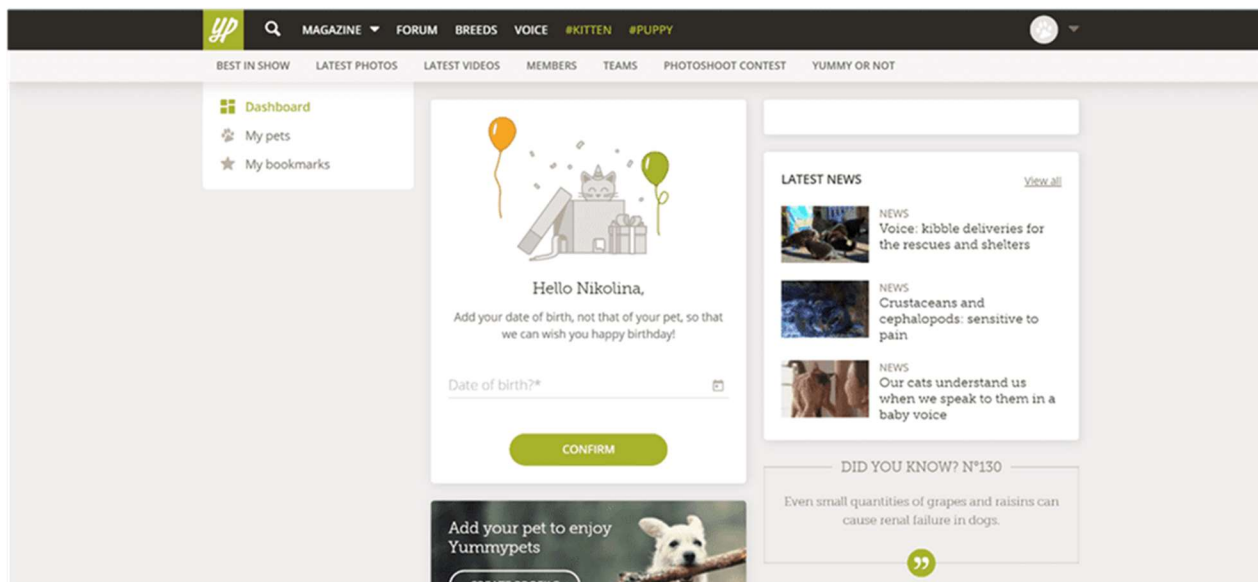 yp MAGAZINE FORUM BREEDS VOICE #KITTEN #PUPPY
BEST IN SHOW LATEST PHOTOS LATEST VIDEOS MEMBERS TEAMS PHOTOSHOOT CONTEST YUMMY OR NOT
Dashboard
My pets
My bookmarks
Hello Nikolina,
Add your date of birth, not that of your pet, so that
we can wish you happy birthday!
Date of birth?*
CONFIRM
Add your pet to enjoy
Yummypets
LATEST NEWS View all
NEWS
Voice: kibble deliveries for
the rescues and shelters
NEWS
Crustaceans and
cephalopods: sensitive to
pain
NEWS
Our cats understand us
when we speak to them in a
baby voice
DID YOU KNOW? N°130
Even small quantities of grapes and raisins can
cause renal failure in dogs.